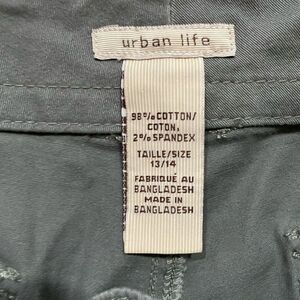 urban life
98% COTTON/
COTON,
2% SPANDEX
TAILLE/SIZE
13/14
FABRIQUÉ AU
BANGLADESH
MADE IN
BANGLADESH